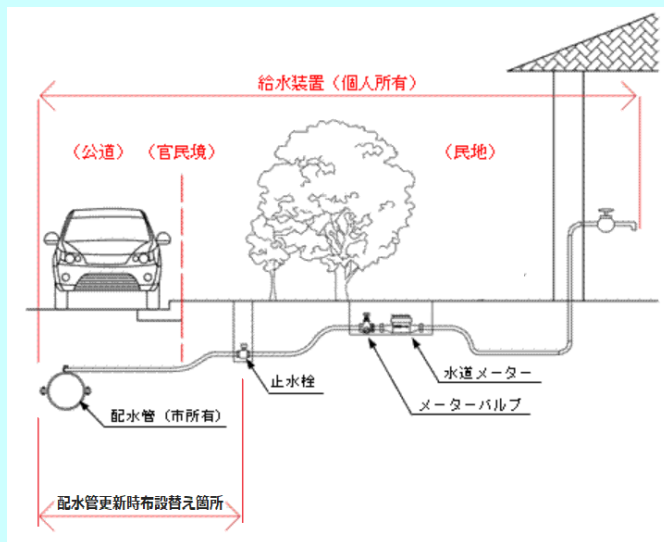 給水装置（個人所有）
（公道）（官民境）
（民地）
止水栓
水道メーター
配水管（市所有）
メーターバルブ
配水管更新時布設替え箇所